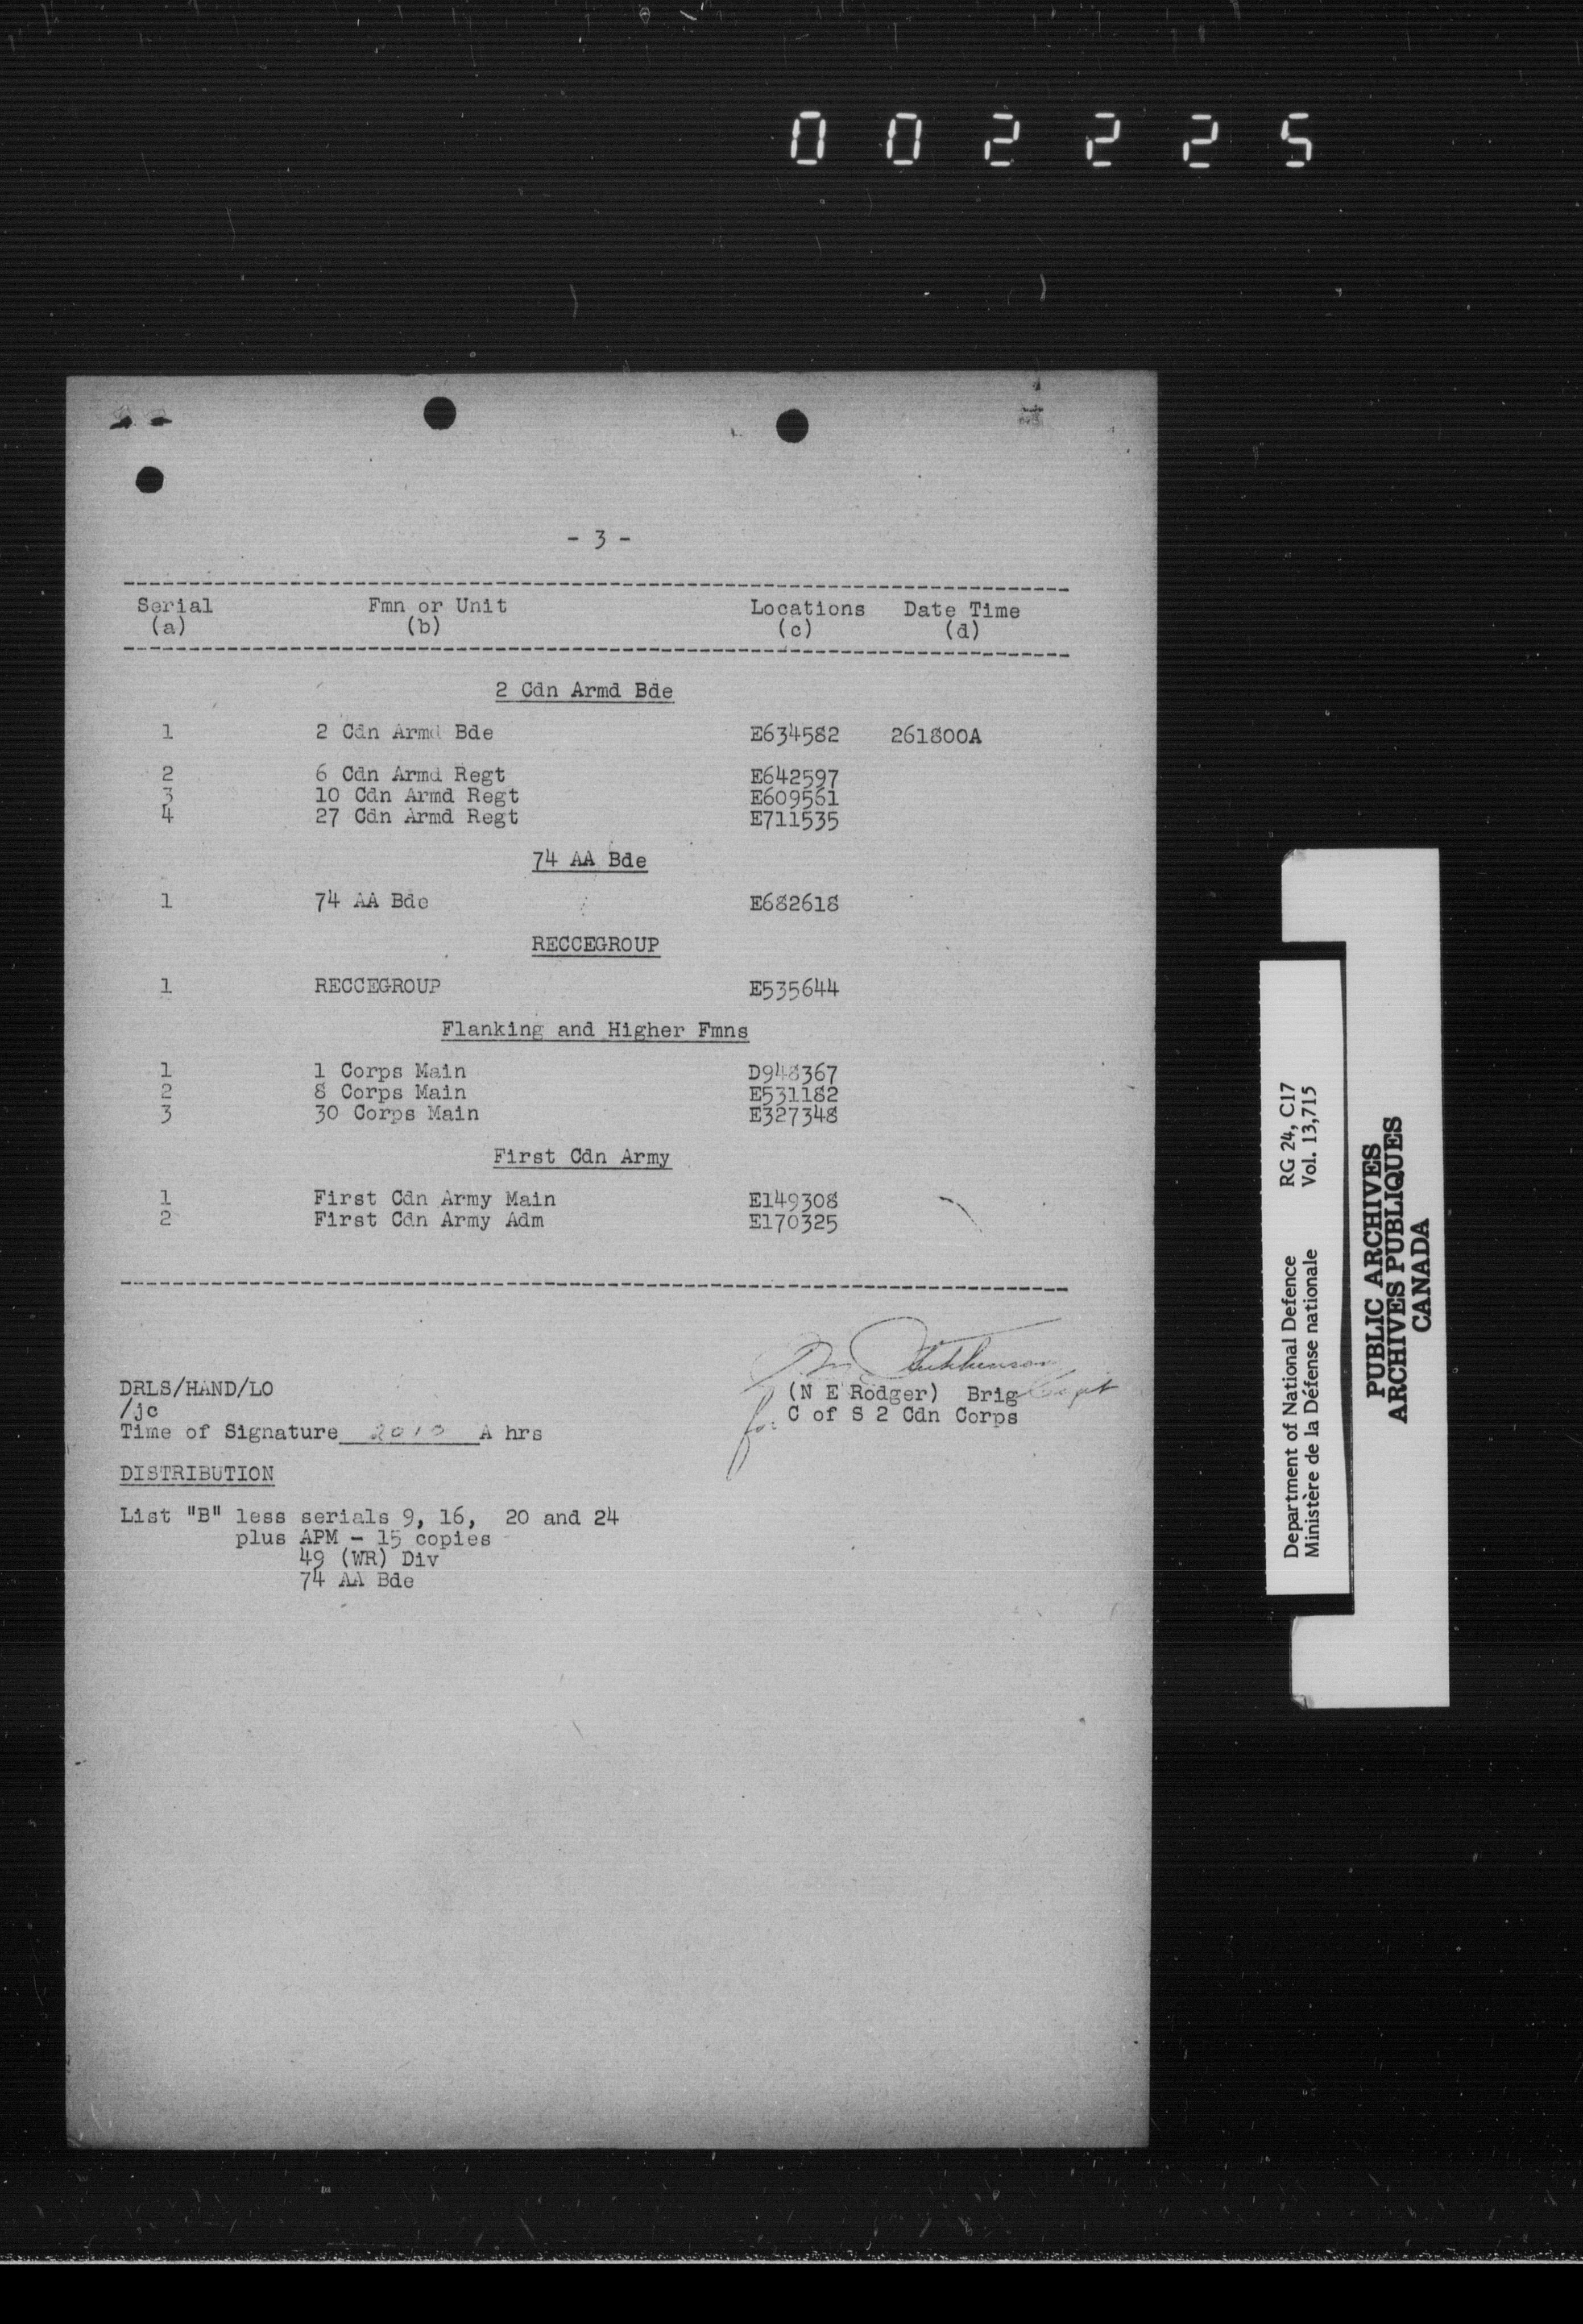 002225
- 3 -
Serial Fmn or Unit Locations Date Time
(a) (b) (c) (d)
2 Cdn Armd Bde
1 2 Cdn Armd Bde E634582 261800A
2 6 Cdn Armd Regt E642597
3 10 Cdn Armd Regt E609561
4 27 Cdn Armd Regt E711535
74 AA Bde
1 74 AA Bde E682618
RECCEGROUP
1 RECCEGROUP E535644
Flanking and Higher Fmns
1 1 Corps Main D948367
2 8 Corps Main E531182
3 30 Corps Main E327348
First Cdn Army
1 First Cdn Army Main E149308
2 First Cdn Army Adm E170325
Hutchinson
DRLS/HAND/LO (N E Rodger) Brig Capt
/jc for C of S 2 Cdn Corps
Time of Signature 2010 A hrs
DISTRIBUTION
List "B" less serials 9, 16, 20 and 24
plus APM - 15 copies
49 (WR) Div
74 AA Bde
Department of National Defence RG 24, C17
Ministère de la Défense nationale Vol. 13,715
PUBLIC ARCHIVES
ARCHIVES PUBLIQUES
CANADA